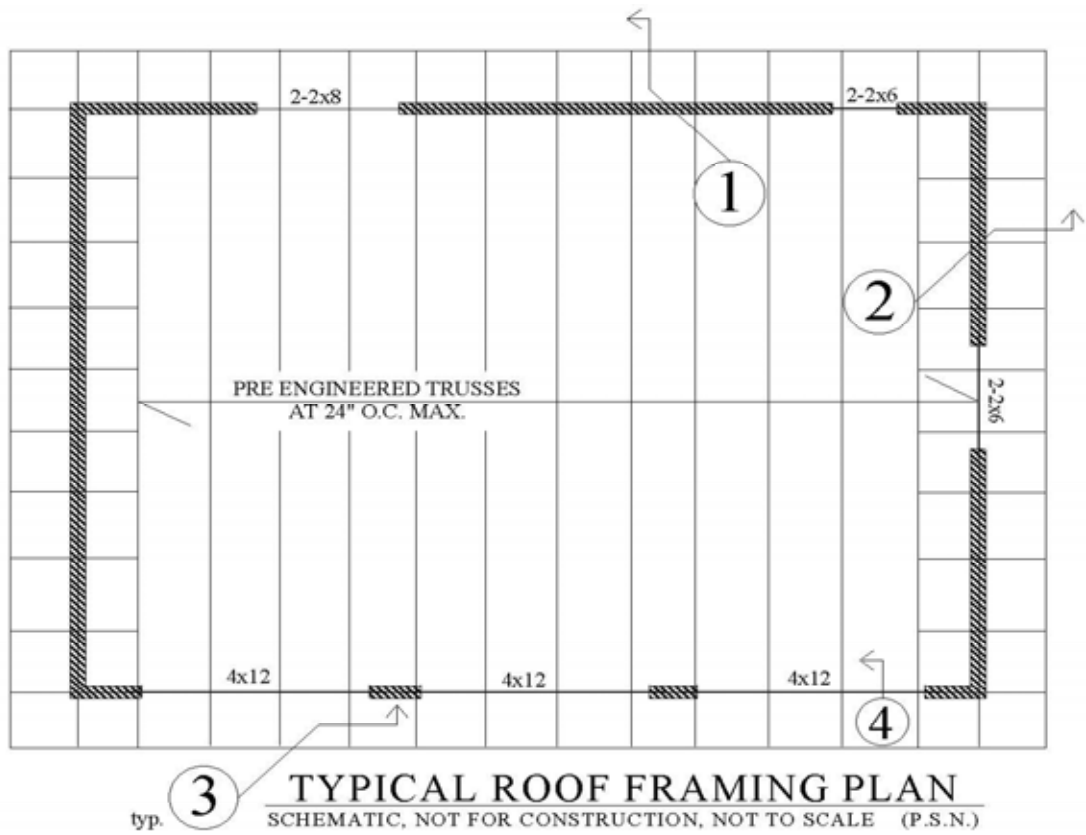 2-2x8
2-2x6
1
2
PRE ENGINEERED TRUSSES
AT 24" O.C. MAX.
2-2x6
4x12
4x12
4x12
4
3
typ.
TYPICAL ROOF FRAMING PLAN
SCHEMATIC, NOT FOR CONSTRUCTION, NOT TO SCALE (P.S.N.)